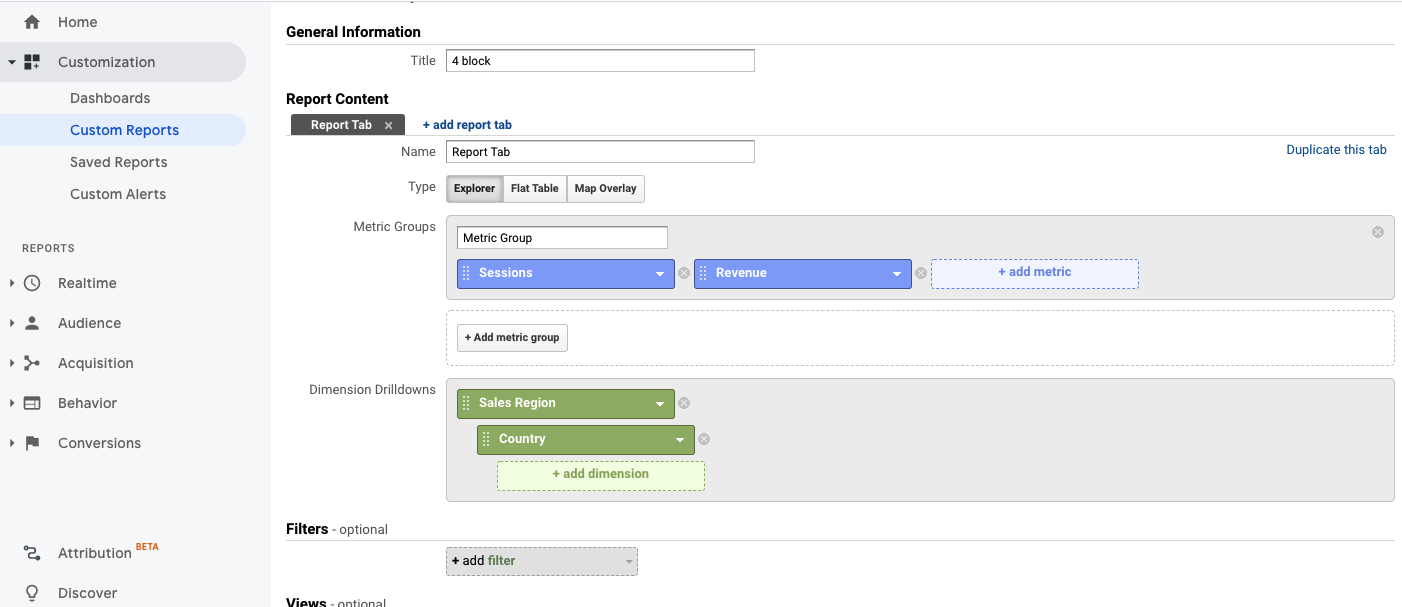 Home
Customization
Dashboards
Custom Reports
Saved Reports
Custom Alerts
REPORTS
Realtime
Audience
Acquisition
Behavior
Conversions
Attribution BETA
Discover
General Information
Title 4 block
Report Content
Report Tab + add report tab
Name Report Tab Duplicate this tab
Type Explorer Flat Table Map Overlay
Metric Groups
Metric Group
Sessions Revenue + add metric
+ Add metric group
Dimension Drilldowns
Sales Region
Country
+ add dimension
Filters - optional
+ add filter
Views - optional